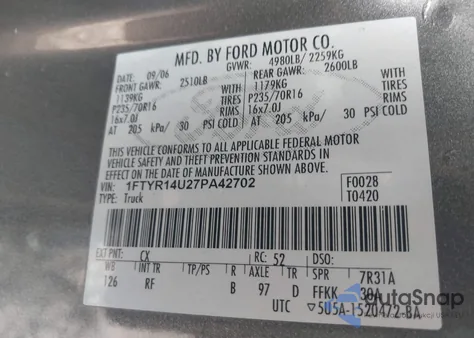 MFD. BY FORD MOTOR CO.
DATE: 09/06 GVWR: 4980LB/ 2259KG
FRONT GAWR: 2510LB REAR GAWR: 2600LB
1139KG WITH 1179KG WITH
P235/70R16 TIRES P235/70R16 TIRES
16x7.0J RIMS 16x7.0J RIMS
AT 205 kPa/ 30 PSI COLD AT 205 kPa/ 30 PSI COLD
THIS VEHICLE CONFORMS TO ALL APPLICABLE FEDERAL MOTOR
VEHICLE SAFETY AND THEFT PREVENTION STANDARDS IN
EFFECT ON THE DATE OF MANUFACTURE SHOWN ABOVE.
VIN: 1FTYR14U27PA42702 F0028
TYPE: Truck T0420
EXT PNT: CX RC: 52 DSO:
WB INT TR TP/PS R AXLE TR SPR 7R31A
126 RF B 97 D FFKK 30A
UTC 5U5A-1520472-BA
AutoSnap